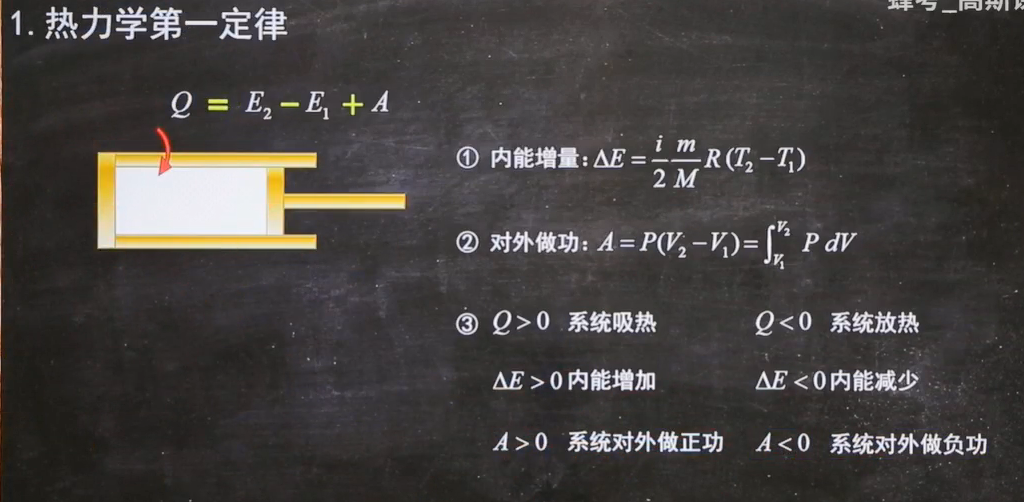 1. 热力学第一定律
Q = E₂ − E₁ + A
① 内能增量: ΔE = i/2 m/M R(T₂ − T₁)
② 对外做功: A = P(V₂ − V₁) = ∫_{V₁}^{V₂} P dV
③ Q > 0 系统吸热 Q < 0 系统放热
ΔE > 0 内能增加 ΔE < 0 内能减少
A > 0 系统对外做正功 A < 0 系统对外做负功